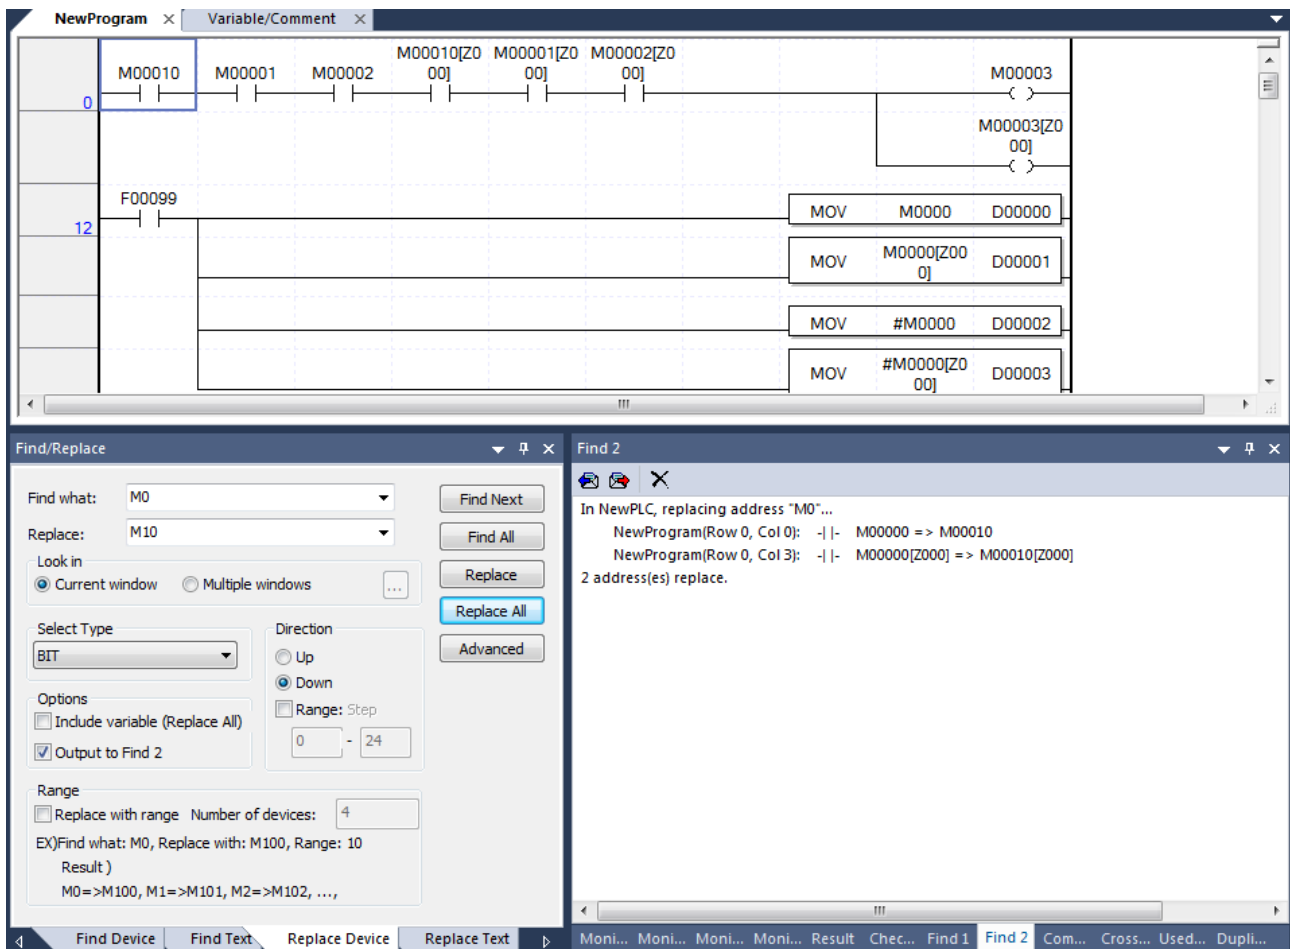 NewProgram
Variable/Comment
M00010 M00001 M00002 M00010[Z0 M00001[Z0 M00002[Z0 M00003
00] 00] 00]
0
M00003[Z0
00]
F00099
12
MOV M0000 D00000
MOV M0000[Z00 D00001
0]
MOV #M0000 D00002
MOV #M0000[Z0 D00003
00]
Find/Replace
Find what: M0
Replace: M10
Look in
Current window Multiple windows ...
Select Type
BIT
Direction
Up
Down
Range: Step
0 - 24
Options
Include variable (Replace All)
Output to Find 2
Range
Replace with range Number of devices: 4
EX)Find what: M0, Replace with: M100, Range: 10
Result )
M0=>M100, M1=>M101, M2=>M102, ...,
Find Next
Find All
Replace
Replace All
Advanced
Find Device Find Text Replace Device Replace Text
Find 2
In NewPLC, replacing address "M0"...
NewProgram(Row 0, Col 0): -| |- M00000 => M00010
NewProgram(Row 0, Col 3): -| |- M00000[Z000] => M00010[Z000]
2 address(es) replace.
Moni... Moni... Moni... Moni... Result Chec... Find 1 Find 2 Com... Cross... Used... Dupli...